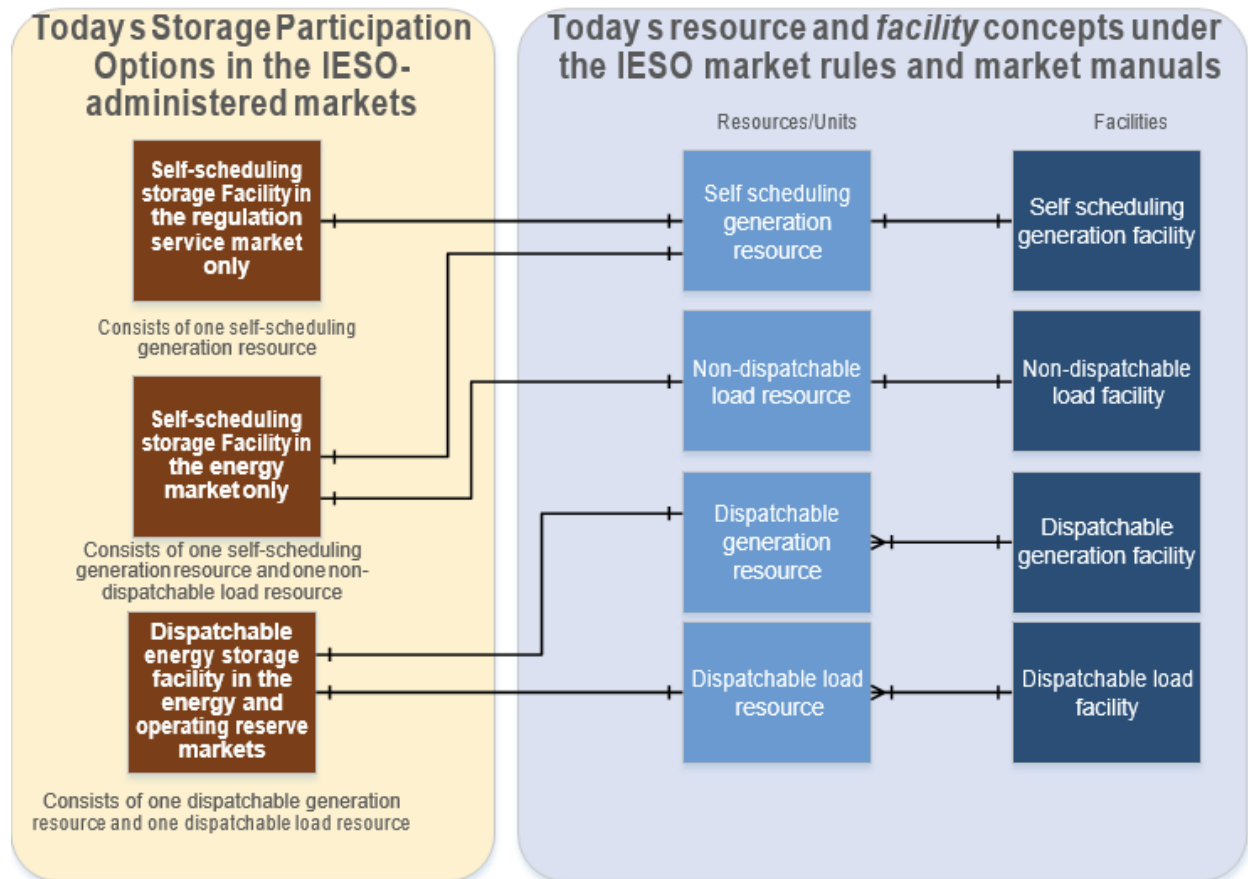 Today s Storage Participation
Options in the IESO-
administered markets
Self-scheduling
storage Facility in
the regulation
service market
only
Consists of one self-scheduling
generation resource
Self-scheduling
storage Facility in
the energy
market only
Consists of one self-scheduling
generation resource and one non-
dispatchable load resource
Dispatchable
energy storage
facility in the
energy and
operating reserve
markets
Consists of one dispatchable generation
resource and one dispatchable load resource
Today s resource and facility concepts under
the IESO market rules and market manuals
Resources/Units
Facilities
Self scheduling
generation
resource
Self scheduling
generation facility
Non-dispatchable
load resource
Non-dispatchable
load facility
Dispatchable
generation
resource
Dispatchable
generation facility
Dispatchable load
resource
Dispatchable load
facility